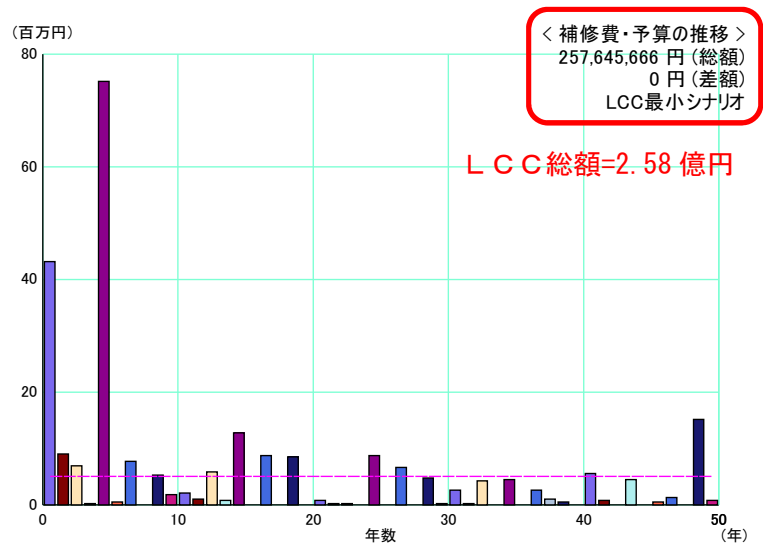 （百万円）
＜補修費・予算の推移＞
257,645,666 円（総額）
0 円（差額）
LCC最小シナリオ
ＬＣＣ総額=2.58 億円
80
60
40
20
0
0 10 20 30 40 50
年数 （年）